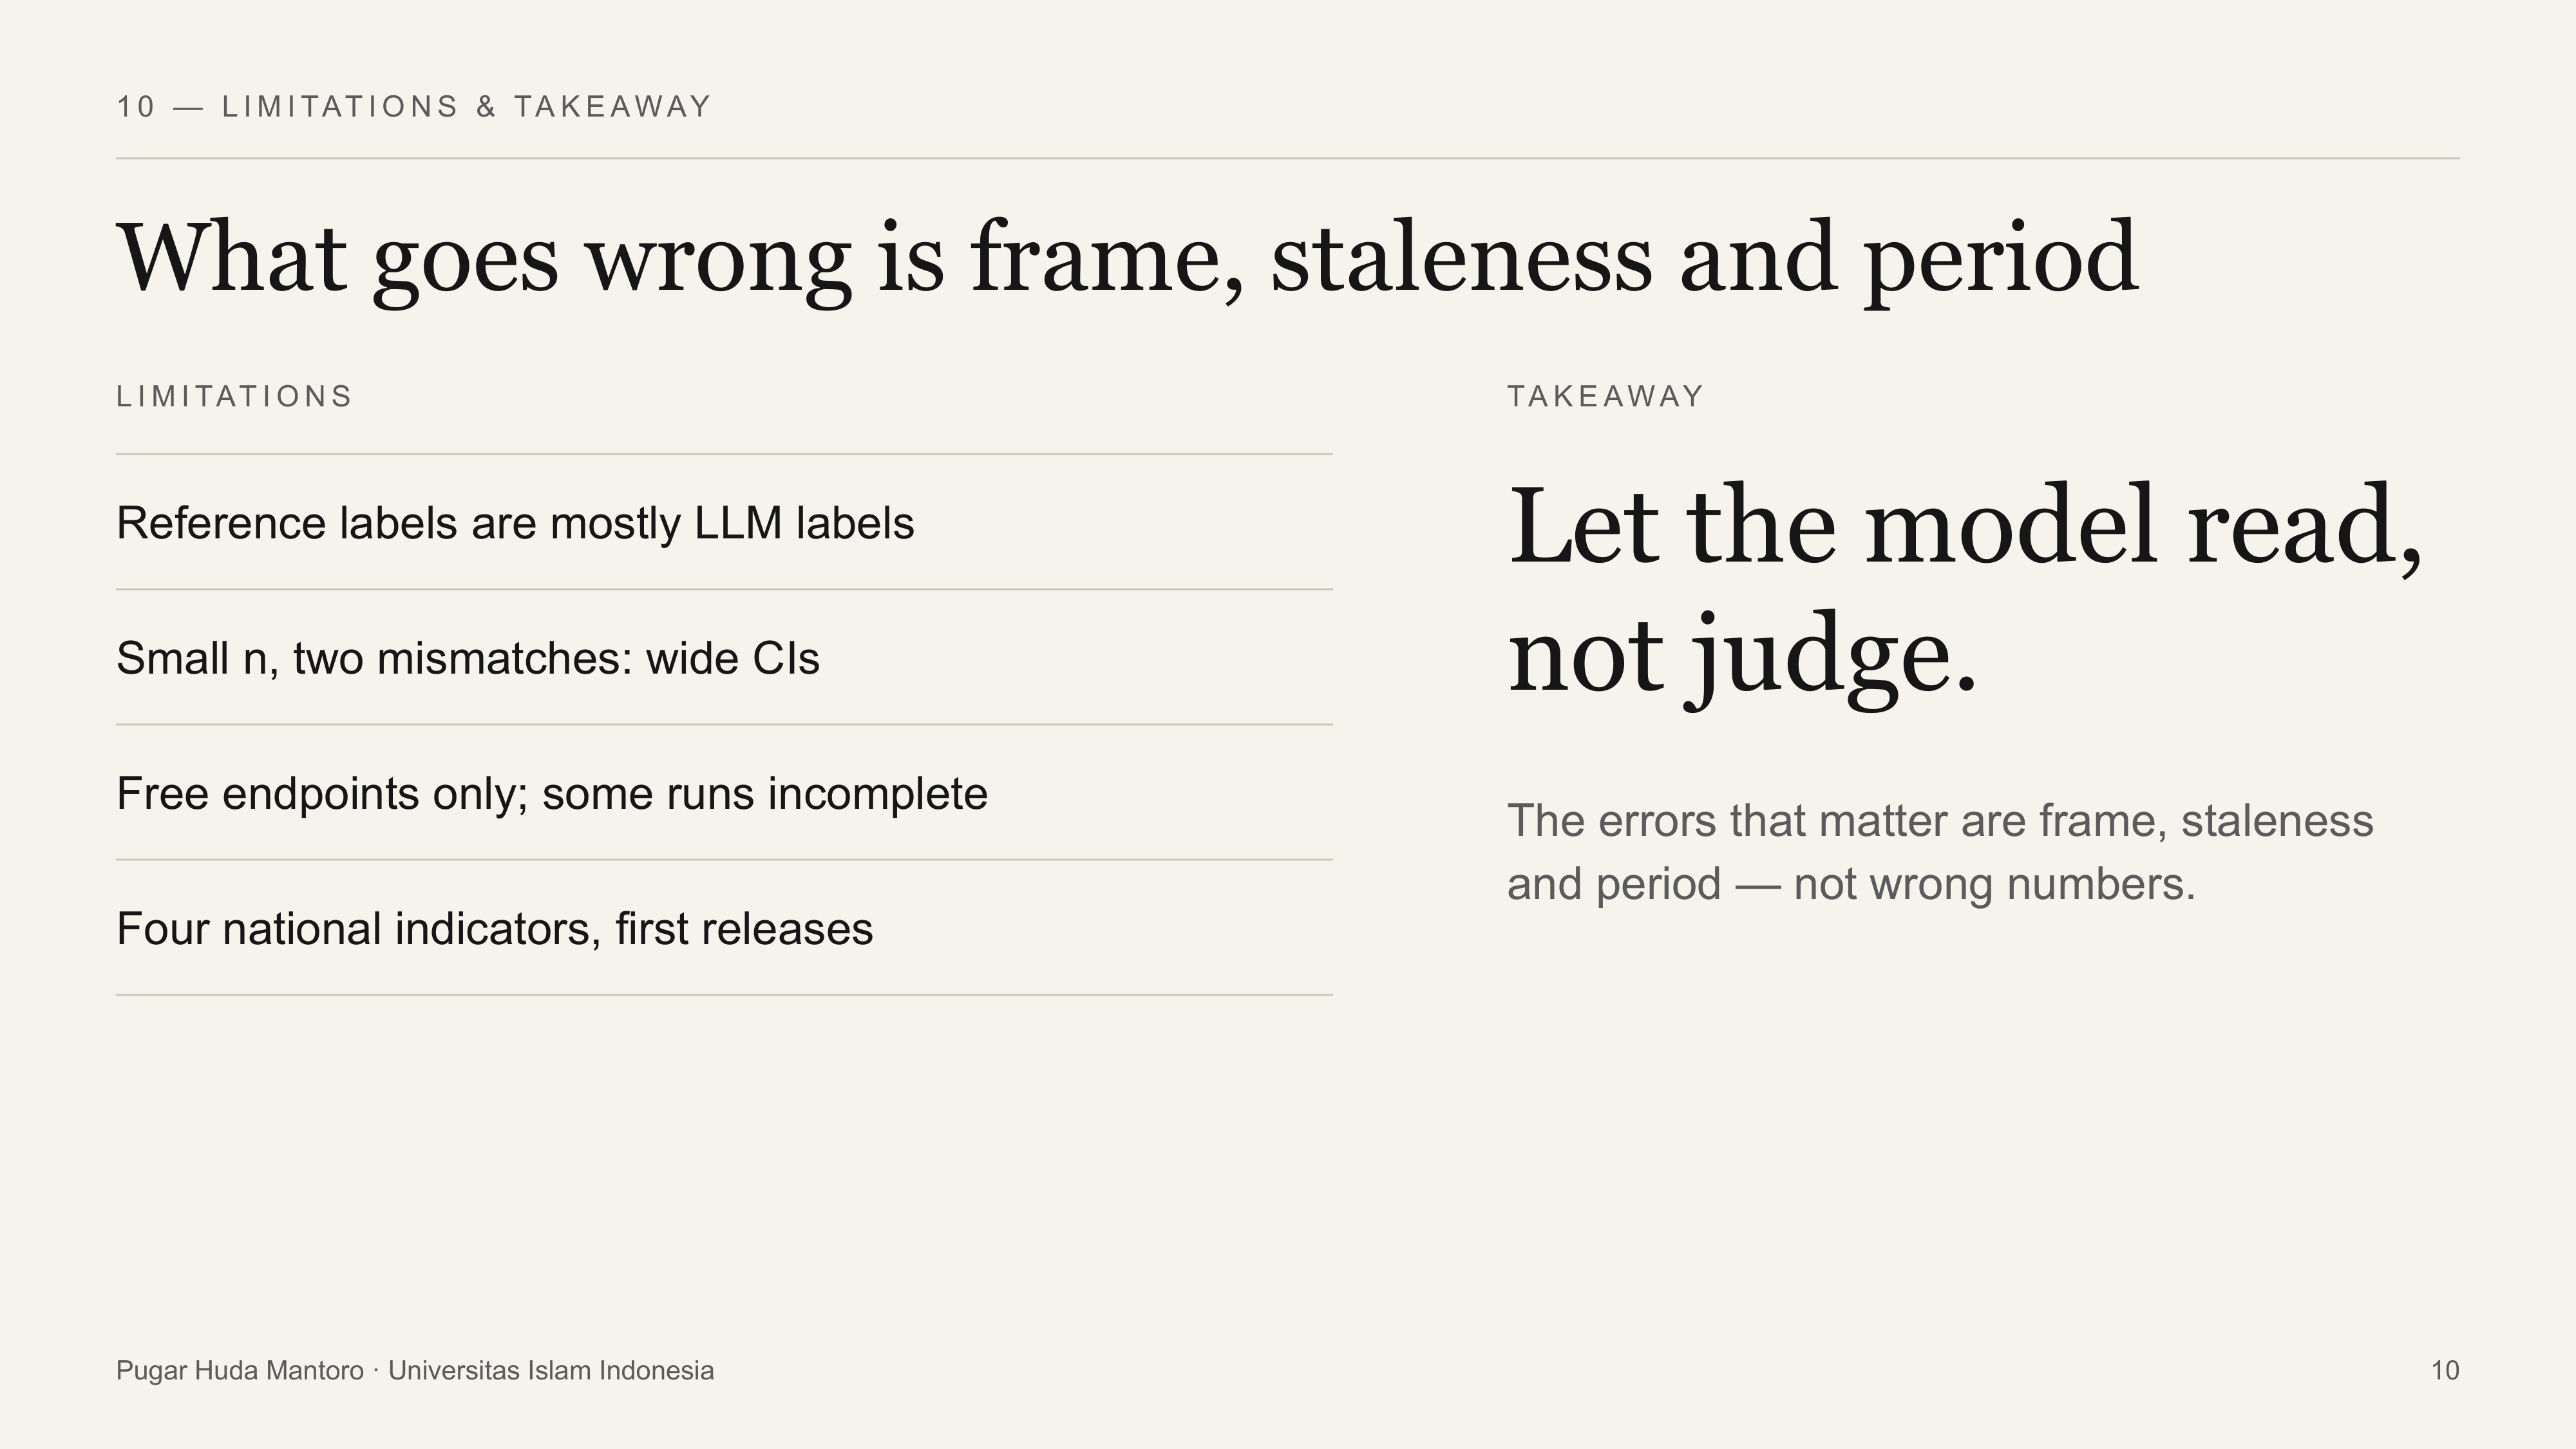 10 — LIMITATIONS & TAKEAWAY
What goes wrong is frame, staleness and period
LIMITATIONS
Reference labels are mostly LLM labels
Small n, two mismatches: wide CIs
Free endpoints only; some runs incomplete
Four national indicators, first releases
TAKEAWAY
Let the model read,
not judge.
The errors that matter are frame, staleness
and period — not wrong numbers.
Pugar Huda Mantoro · Universitas Islam Indonesia
10